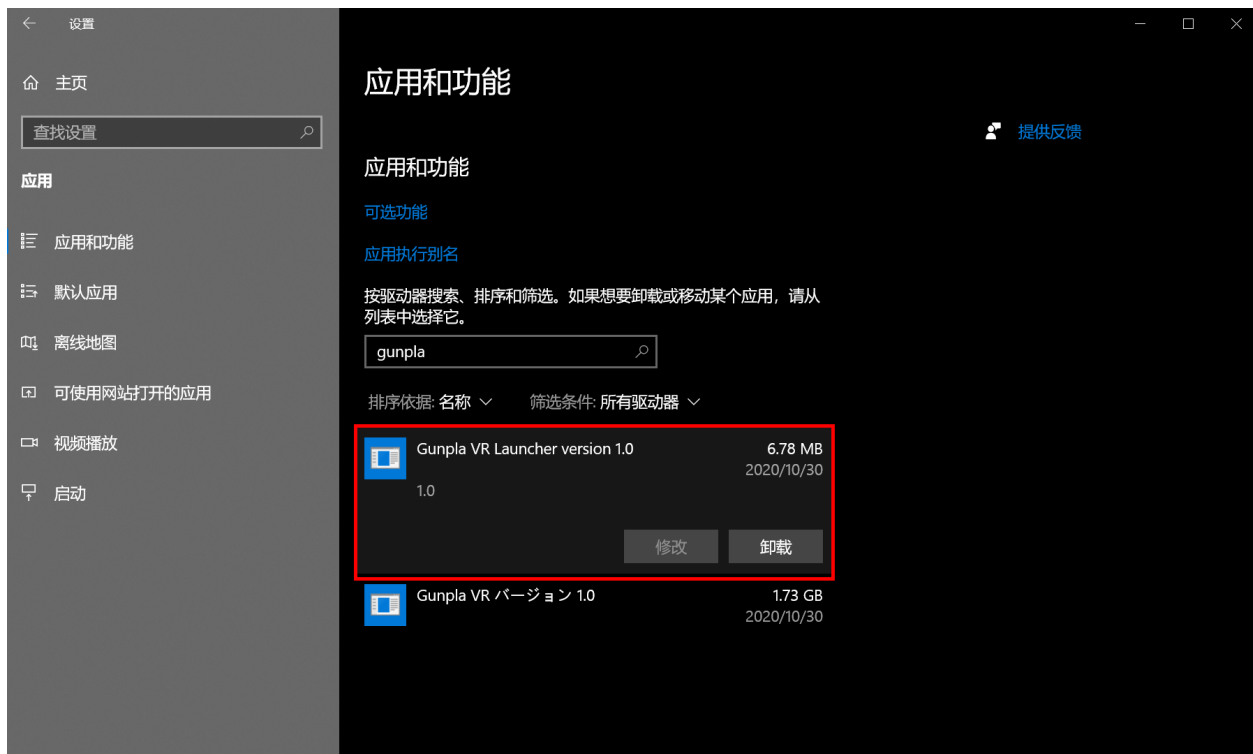 设置
主页
查找设置
应用
应用和功能
默认应用
离线地图
可使用网站打开的应用
视频播放
启动
应用和功能
提供反馈
应用和功能
可选功能
应用执行别名
按驱动器搜索、排序和筛选。如果想要卸载或移动某个应用，请从
列表中选择它。
gunpla
排序依据: 名称 筛选条件: 所有驱动器
Gunpla VR Launcher version 1.0 6.78 MB
2020/10/30
1.0
修改 卸载
Gunpla VR バージョン 1.0 1.73 GB
2020/10/30